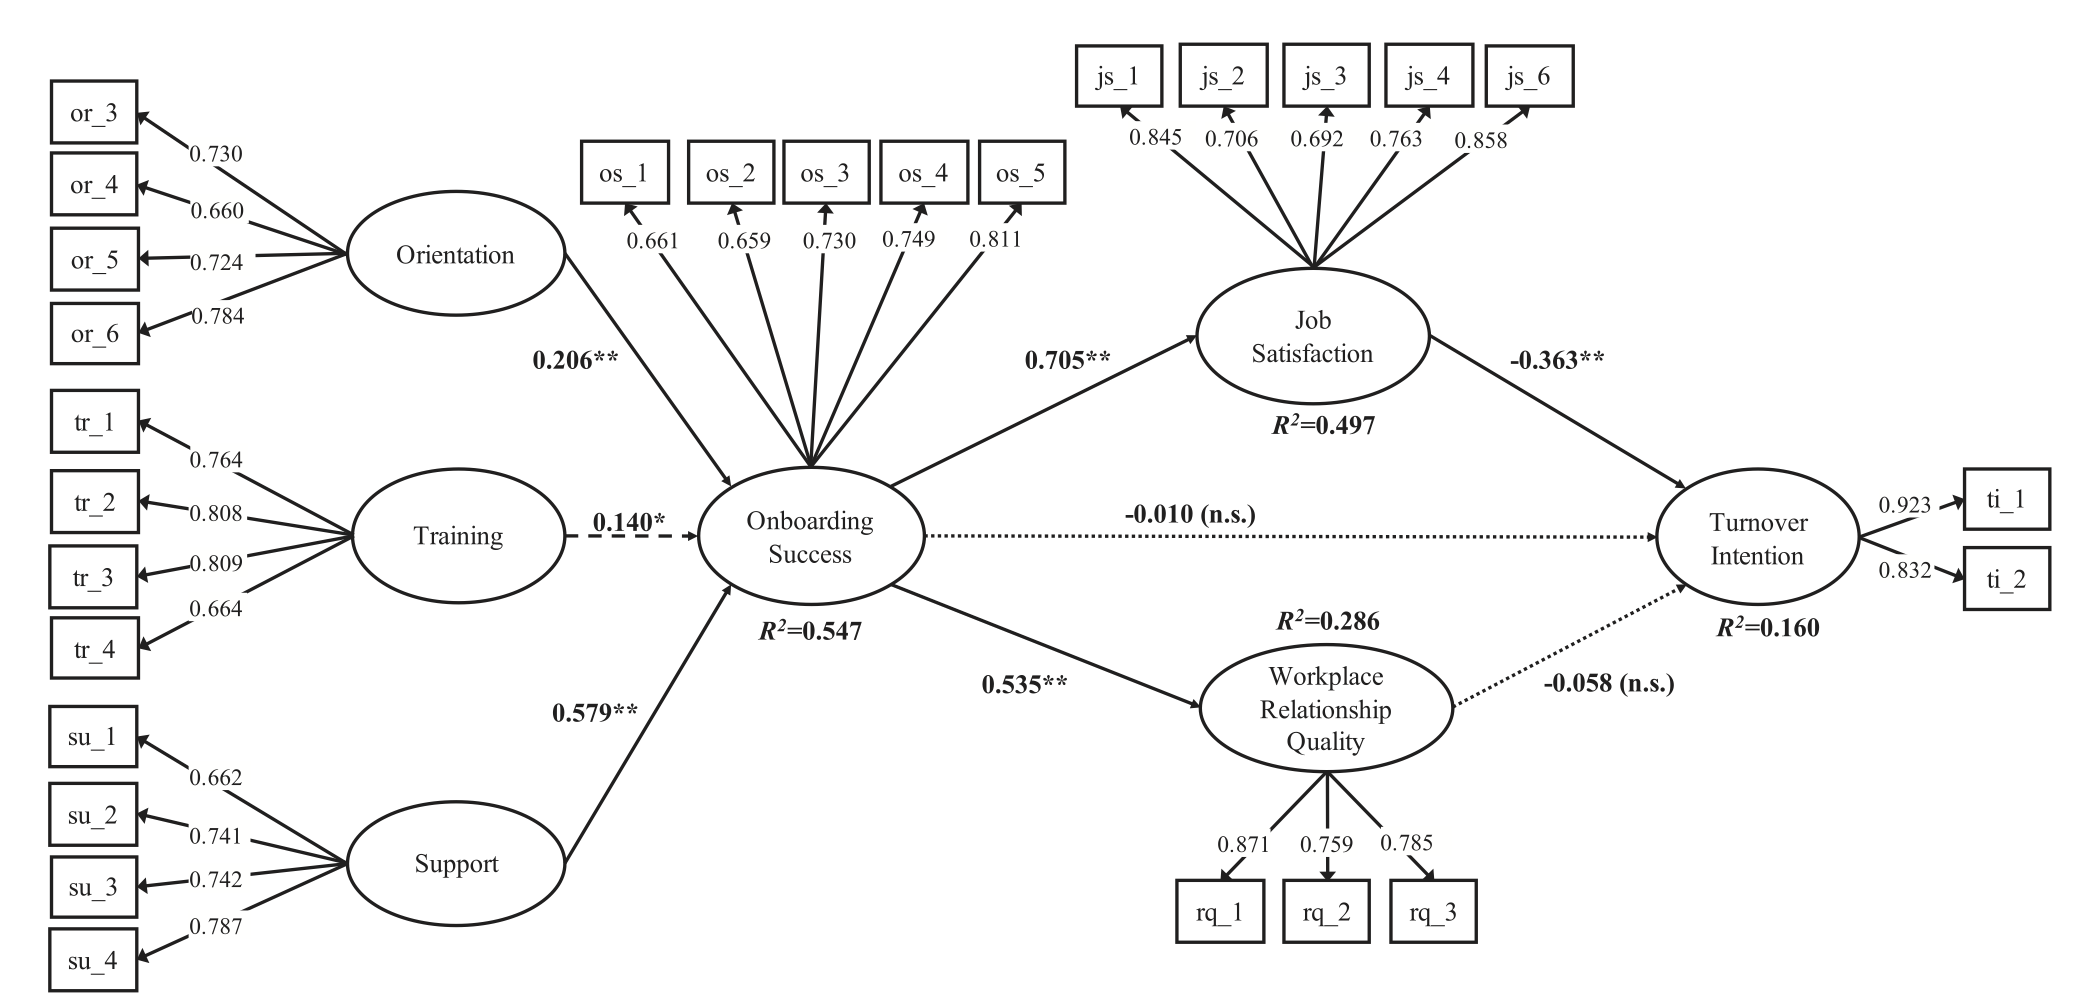 js_1
js_2
js_3
js_4
js_6
0.845
0.706
0.692
0.763
0.858
or_3
or_4
or_5
or_6
0.730
0.660
0.724
0.784
Orientation
os_1
os_2
os_3
os_4
os_5
0.661
0.659
0.730
0.749
0.811
Job
Satisfaction
R²=0.497
0.206**
0.705**
-0.363**
tr_1
tr_2
tr_3
tr_4
0.764
0.808
0.809
0.664
Training
0.140*
Onboarding
Success
R²=0.547
-0.010 (n.s.)
Turnover
Intention
R²=0.160
0.923
0.832
ti_1
ti_2
su_1
su_2
su_3
su_4
0.662
0.741
0.742
0.787
Support
0.579**
0.535**
R²=0.286
Workplace
Relationship
Quality
-0.058 (n.s.)
0.871
0.759
0.785
rq_1
rq_2
rq_3